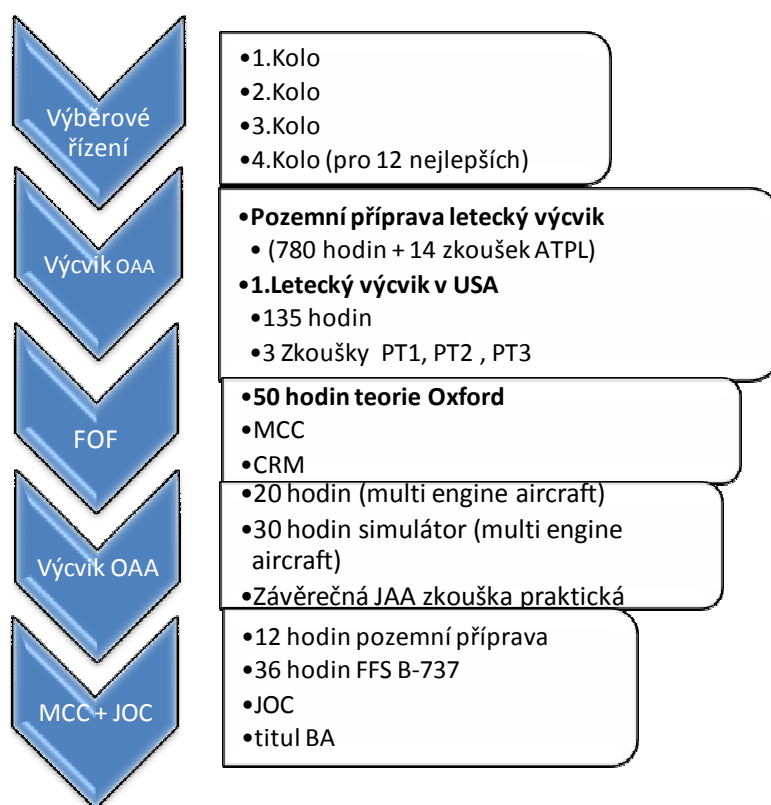 Výběrové
řízení
•1.Kolo
•2.Kolo
•3.Kolo
•4.Kolo (pro 12 nejlepších)
Výcvik OAA
•Pozemní příprava letecký výcvik
•(780 hodin + 14 zkoušek ATPL)
•1.Letecký výcvik v USA
•135 hodin
•3 Zkoušky PT1, PT2 , PT3
FOF
•50 hodin teorie Oxford
•MCC
•CRM
Výcvik OAA
•20 hodin (multi engine aircraft)
•30 hodin simulátor (multi engine
aircraft)
•Závěrečná JAA zkouška praktická
MCC + JOC
•12 hodin pozemní příprava
•36 hodin FFS B-737
•JOC
•titul BA